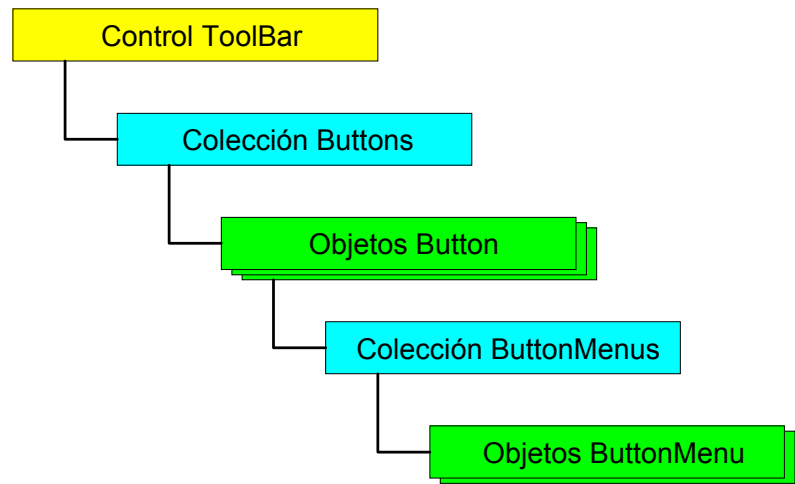 Control ToolBar
Colección Buttons
Objetos Button
Colección ButtonMenus
Objetos ButtonMenu